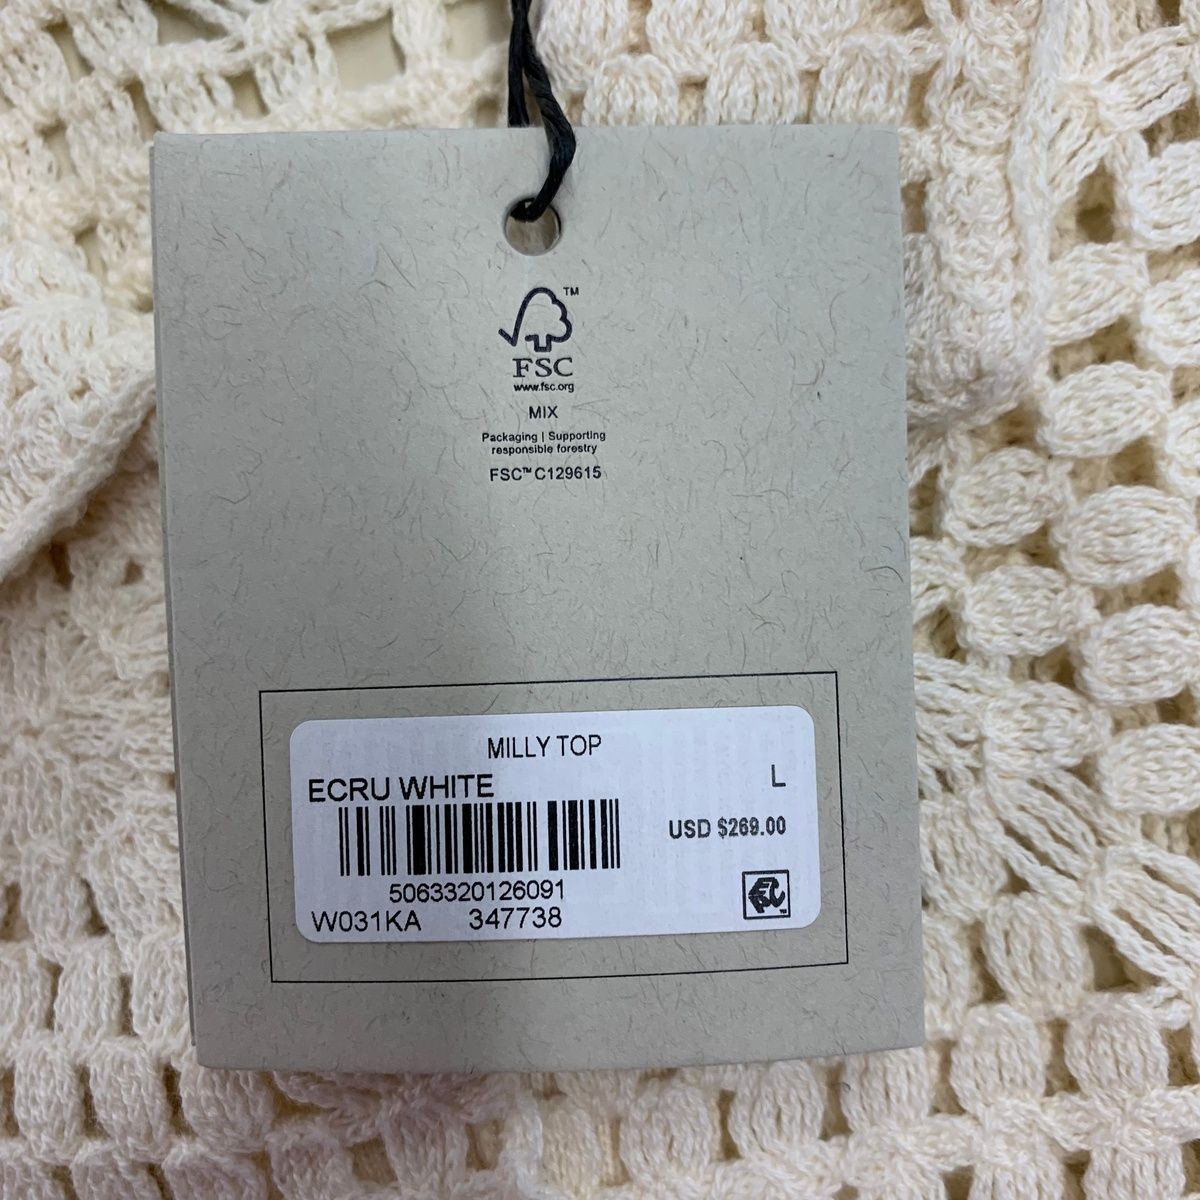 TM
FSC
www.fsc.org
MIX
Packaging | Supporting
responsible forestry
FSC™ C129615
MILLY TOP
ECRU WHITE
L
USD $269.00
5063320126091
W031KA 347738